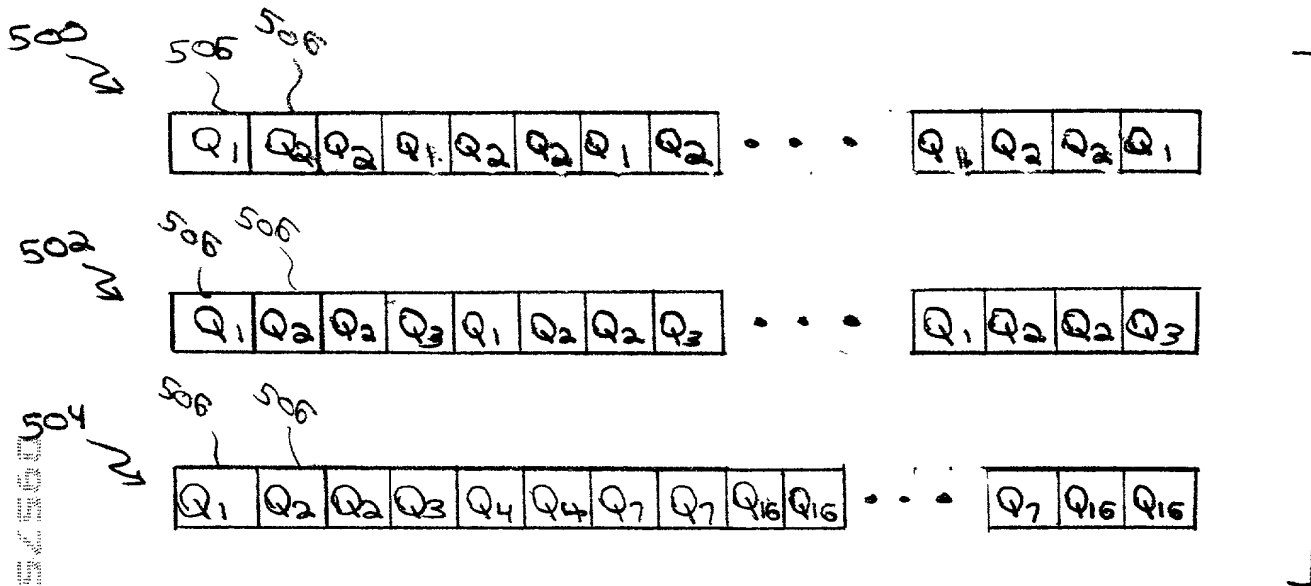 500 506 506
Q1 Q2 Q2 Q1 Q2 Q2 Q1 Q2 • • • Q1 Q2 Q2 Q1
502 506 506
Q1 Q2 Q2 Q3 Q1 Q2 Q2 Q3 • • • Q1 Q2 Q2 Q3
504 506 506
Q1 Q2 Q2 Q3 Q4 Q4 Q7 Q7 Q16 Q16 • • • Q7 Q16 Q16